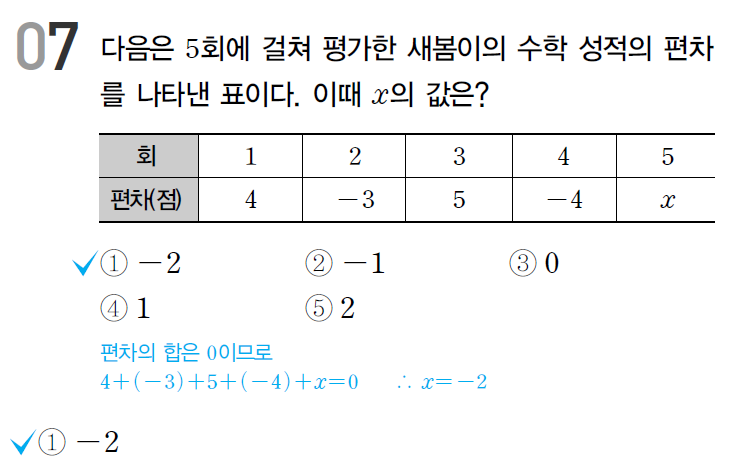 07 다음은 5회에 걸쳐 평가한 새봄이의 수학 성적의 편차
를 나타낸 표이다. 이때 x의 값은?
회 1 2 3 4 5
편차(점) 4 -3 5 -4 x
✓① -2 ② -1 ③ 0
④ 1 ⑤ 2
편차의 합은 0이므로
4+(-3)+5+(-4)+x=0 ∴ x=-2
✓① -2